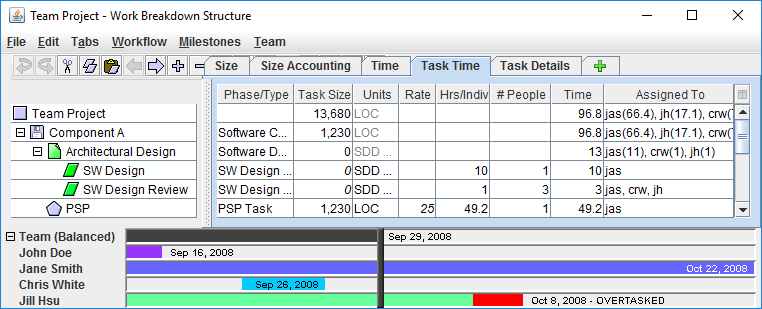 Team Project - Work Breakdown Structure
File Edit Tabs Workflow Milestones Team
Size Size Accounting Time Task Time Task Details
Phase/Type Task Size Units Rate Hrs/Indiv # People Time Assigned To
Team Project 13,680 LOC 96.8 jas(66.4), jh(17.1), crw(
Component A Software C... 1,230 LOC 96.8 jas(66.4), jh(17.1), crw(
Architectural Design Software D... 0 SDD ... 13 jas(11), crw(1), jh(1)
SW Design SW Design ... 0 SDD ... 10 1 10 jas
SW Design Review SW Design ... 0 SDD ... 1 3 3 jas, crw, jh
PSP PSP Task 1,230 LOC 25 49.2 1 49.2 jas
Team (Balanced) Sep 29, 2008
John Doe Sep 16, 2008
Jane Smith Oct 22, 2008
Chris White Sep 26, 2008
Jill Hsu Oct 8, 2008 - OVERTASKED